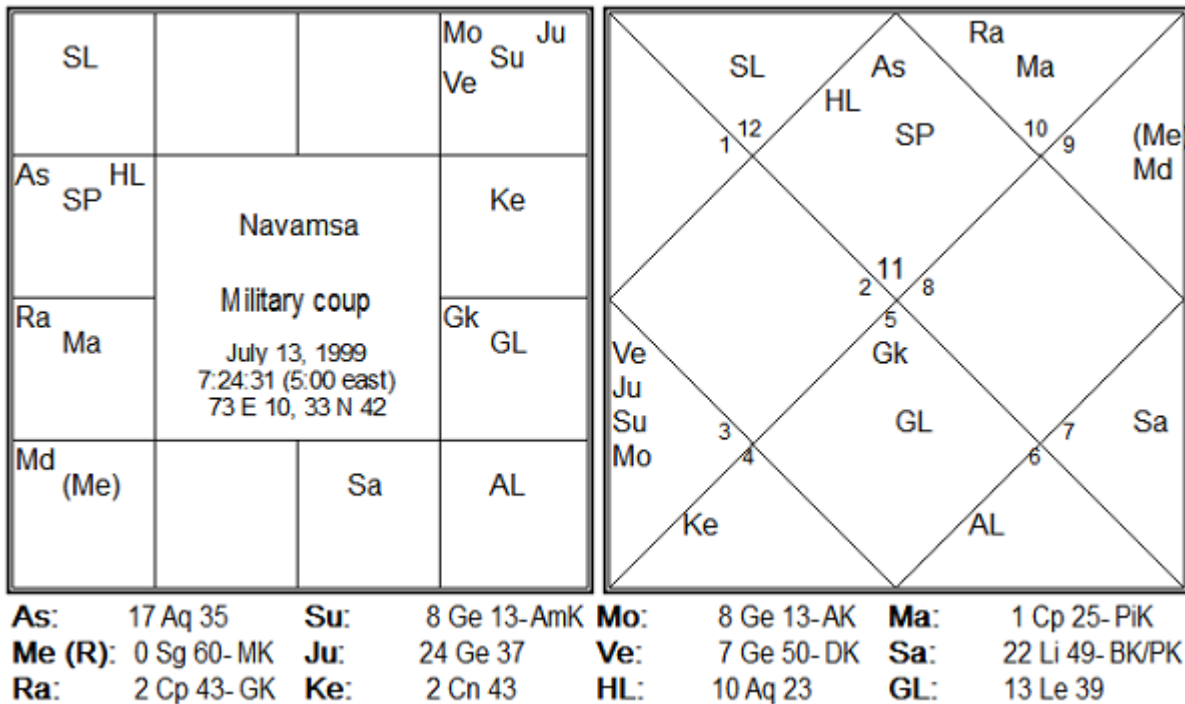 SL
Mo Ju
Su
Ve
As HL
SP
Ke
Navamsa
Military coup
July 13, 1999
7:24:31 (5:00 east)
73 E 10, 33 N 42
Ra
Ma
Gk
GL
Md
(Me)
Sa
AL
SL
As
HL
SP
Ra
Ma
(Me)
Md
12
1
10
9
11
2
8
5
Ve
Ju
Su
Mo
3
4
Gk
GL
7
6
Sa
Ke
AL
As: 17 Aq 35 Su: 8 Ge 13- AmK Mo: 8 Ge 13- AK Ma: 1 Cp 25- PiK
Me (R): 0 Sg 60- MK Ju: 24 Ge 37 Ve: 7 Ge 50- DK Sa: 22 Li 49- BK/PK
Ra: 2 Cp 43- GK Ke: 2 Cn 43 HL: 10 Aq 23 GL: 13 Le 39